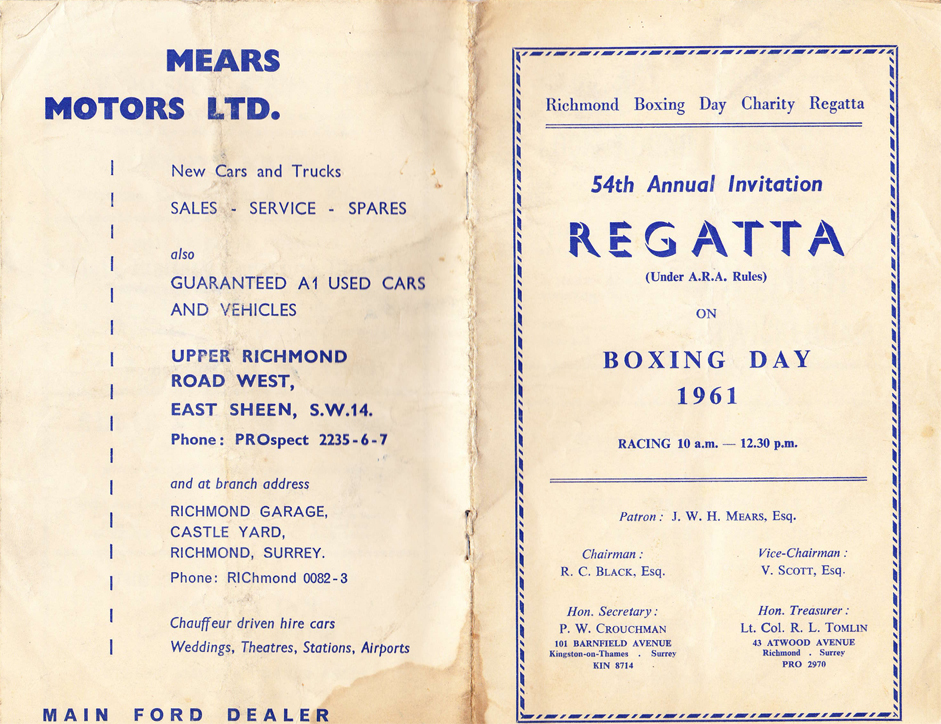 MEARS
MOTORS LTD.
New Cars and Trucks
SALES - SERVICE - SPARES
also
GUARANTEED A1 USED CARS
AND VEHICLES
UPPER RICHMOND
ROAD WEST,
EAST SHEEN, S.W.14.
Phone: PROspect 2235-6-7
and at branch address
RICHMOND GARAGE,
CASTLE YARD,
RICHMOND, SURREY.
Phone: RIChmond 0082-3
Chauffeur driven hire cars
Weddings, Theatres, Stations, Airports
MAIN FORD DEALER
Richmond Boxing Day Charity Regatta
54th Annual Invitation
REGATTA
(Under A.R.A. Rules)
ON
BOXING DAY
1961
RACING 10 a.m. — 12.30 p.m.
Patron: J. W. H. MEARS, Esq.
Chairman:
R. C. BLACK, Esq.
Vice-Chairman:
V. SCOTT, Esq.
Hon. Secretary:
P. W. CROUCHMAN
101 BARNFIELD AVENUE
Kingston-on-Thames . Surrey
KIN 8714
Hon. Treasurer:
Lt. Col. R. L. TOMLIN
43 ATWOOD AVENUE
Richmond . Surrey
PRO 2970